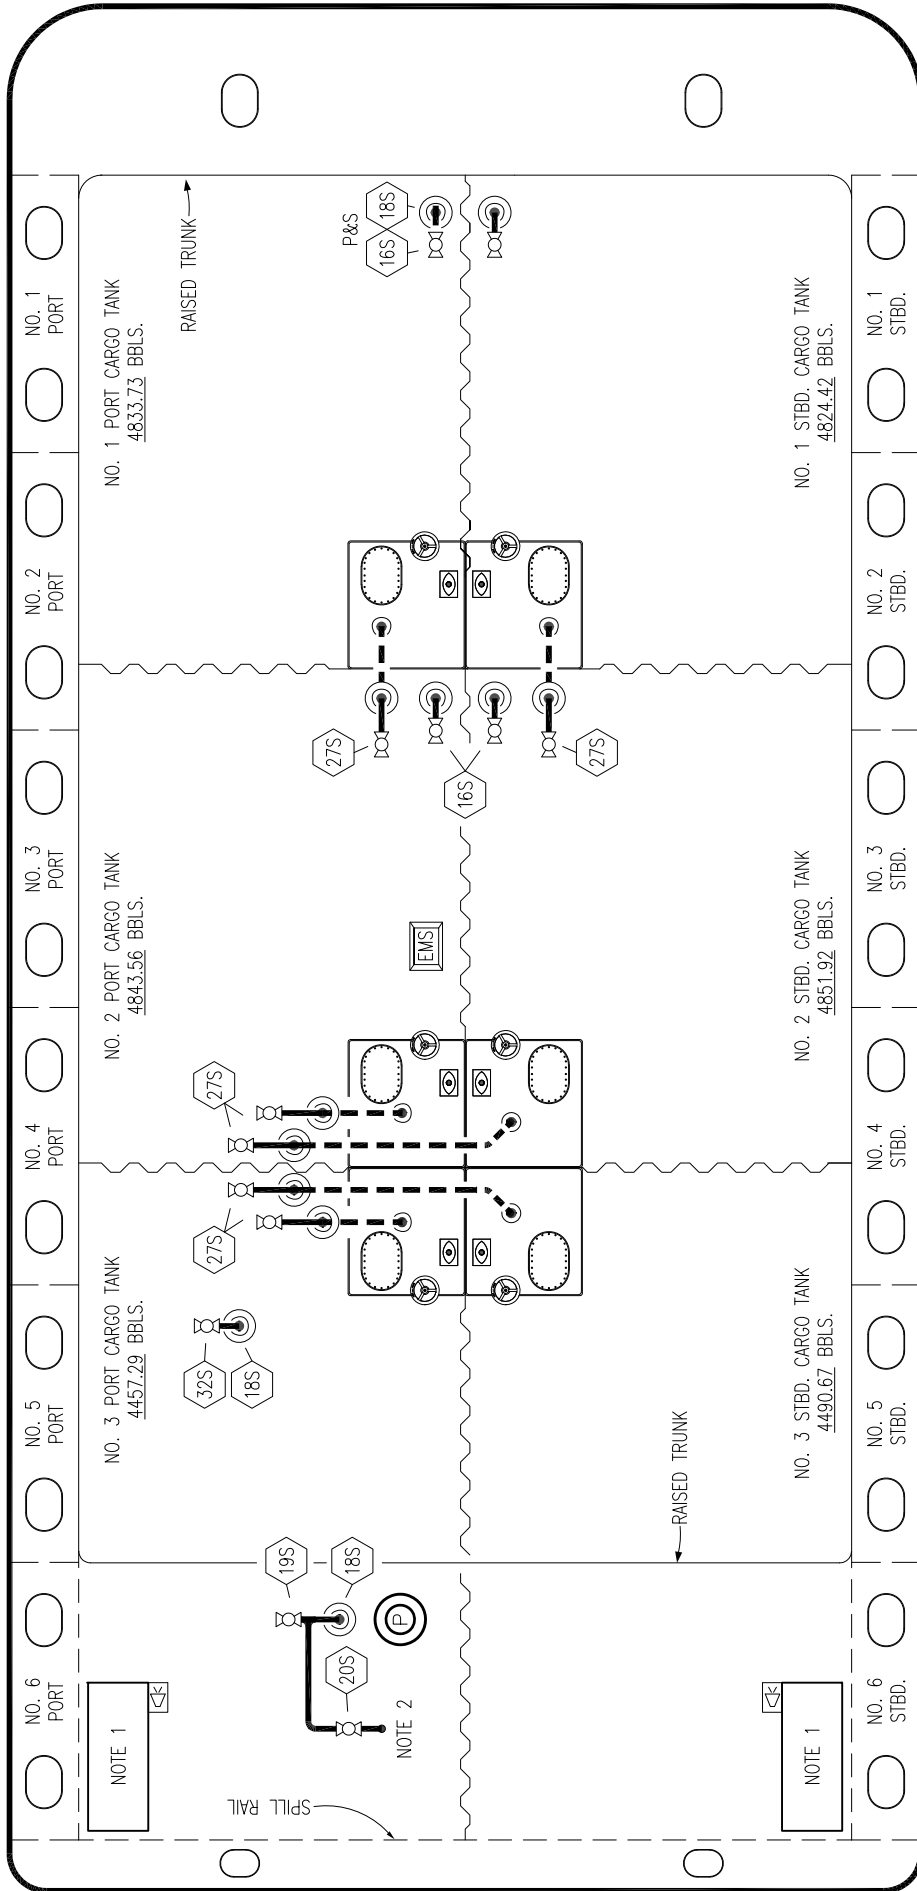 NO. 1
PORT
NO. 2
PORT
NO. 3
PORT
NO. 4
PORT
NO. 5
PORT
NO. 6
PORT
RAISED TRUNK
NO. 1 PORT CARGO TANK
4833.73 BBLS.
P&S
16S
18S
NO. 1 STBD. CARGO TANK
4824.42 BBLS.
27S
16S
27S
NO. 2 PORT CARGO TANK
4843.56 BBLS.
EMS
NO. 2 STBD. CARGO TANK
4851.92 BBLS.
27S
27S
NO. 3 PORT CARGO TANK
4457.29 BBLS.
32S
18S
NO. 3 STBD. CARGO TANK
4490.67 BBLS.
RAISED TRUNK
19S
18S
P
20S
NOTE 2
NOTE 1
NOTE 1
SPILL RAIL
NO. 1
STBD.
NO. 2
STBD.
NO. 3
STBD.
NO. 4
STBD.
NO. 5
STBD.
NO. 6
STBD.